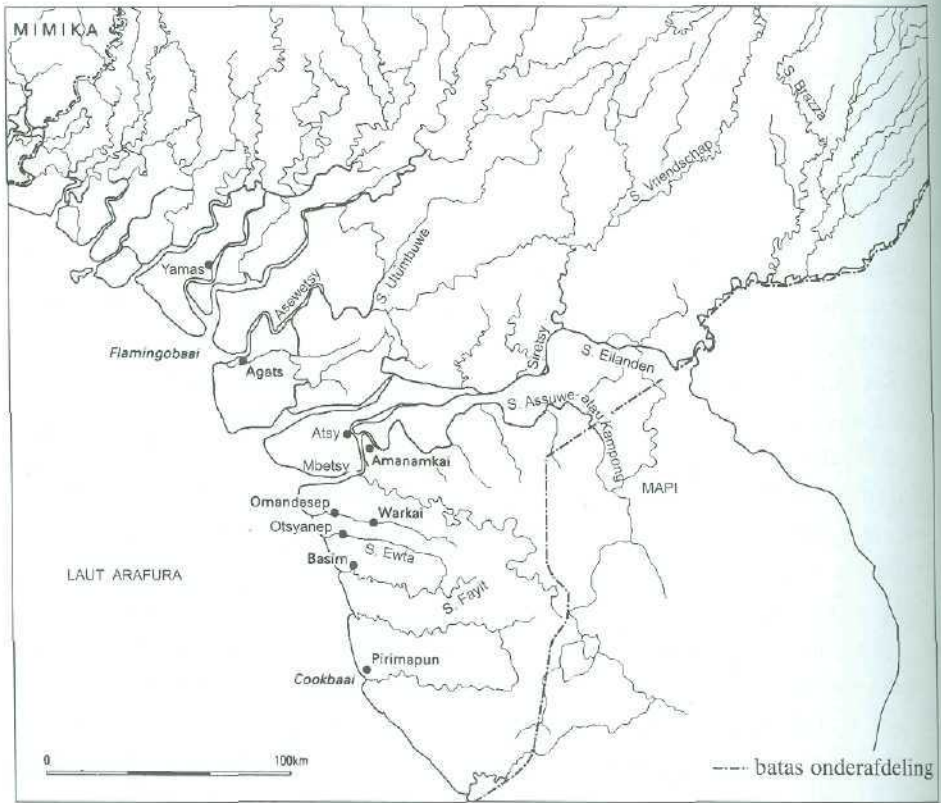 MIMIKA
S. Brazza
S. Vriendschap
Yamas
Asewetsy
S. Utumbuwe
Flamingobaai
Agats
Siretsy
S. Eilanden
S. Assuwe atau Kampong
Atsy
Amanamkai
Mbetsy
MAPI
Omandesep
Warkai
Otsyanep
S. Ewta
Basim
LAUT ARAFURA
S. Fayit
Pirimapun
Cookbaai
0 100km
batas onderafdeling